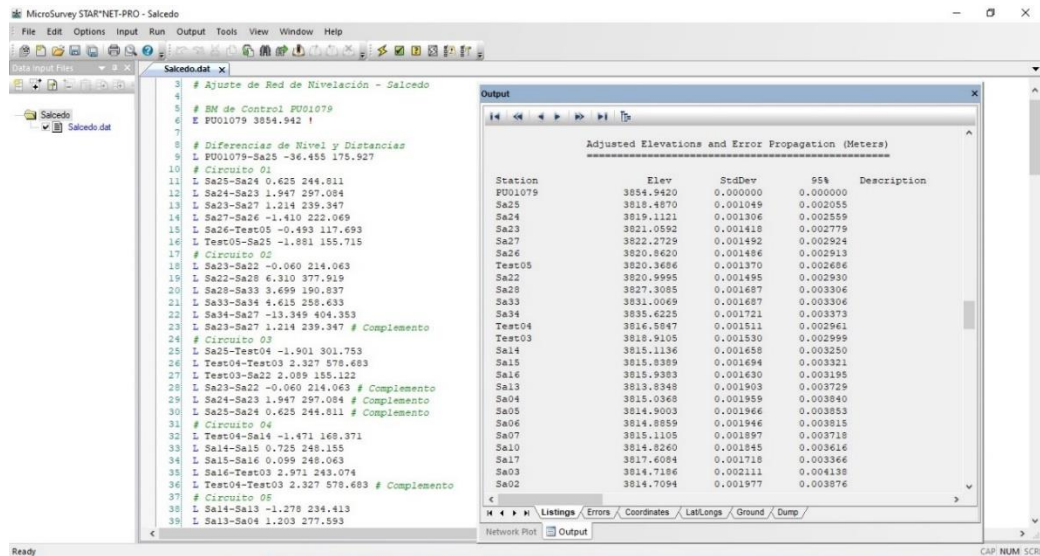 MicroSurvey STAR*NET-PRO - Salcedo
File Edit Options Input Run Output Tools View Window Help
Data Input Files
Salcedo
Salcedo.dat
Salcedo.dat x
3 # Ajuste de Red de Nivelación - Salcedo
4
5 # BM de Control PU01079
6 E PU01079 3854.942 !
7
8 # Diferencias de Nivel y Distancias
9 L PU01079-Sa25 -36.455 175.927
10 # Circuito 01
11 L Sa25-Sa24 0.625 244.811
12 L Sa24-Sa23 1.947 297.084
13 L Sa23-Sa27 1.214 239.347
14 L Sa27-Sa26 -1.410 222.069
15 L Sa26-Test05 -0.493 117.693
16 L Test05-Sa25 -1.881 155.715
17 # Circuito 02
18 L Sa23-Sa22 -0.060 214.063
19 L Sa22-Sa28 6.310 377.919
20 L Sa28-Sa33 3.699 190.837
21 L Sa33-Sa34 4.615 258.633
22 L Sa34-Sa27 -13.349 404.353
23 L Sa23-Sa27 1.214 239.347 # Complemento
24 # Circuito 03
25 L Sa25-Test04 -1.901 301.753
26 L Test04-Test03 2.327 578.683
27 L Test03-Sa22 2.089 155.122
28 L Sa23-Sa22 -0.060 214.063 # Complemento
29 L Sa24-Sa23 1.947 297.084 # Complemento
30 L Sa25-Sa24 0.625 244.811 # Complemento
31 # Circuito 04
32 L Test04-Sa14 -1.471 168.371
33 L Sa14-Sa15 0.725 248.155
34 L Sa15-Sa16 0.099 248.063
35 L Sa16-Test03 2.971 243.074
36 L Test04-Test03 2.327 578.683 # Complemento
37 # Circuito 05
38 L Sa14-Sa13 -1.278 234.413
39 L Sa13-Sa04 1.203 277.593
Output x
Adjusted Elevations and Error Propagation (Meters)
Station Elev StdDev 95% Description
PU01079 3854.9420 0.000000 0.000000
Sa25 3818.4870 0.001049 0.002055
Sa24 3819.1121 0.001306 0.002559
Sa23 3821.0592 0.001418 0.002779
Sa27 3822.2729 0.001492 0.002924
Sa26 3820.8620 0.001486 0.002913
Test05 3820.3686 0.001370 0.002686
Sa22 3820.9995 0.001495 0.002930
Sa28 3827.3085 0.001687 0.003306
Sa33 3831.0069 0.001687 0.003306
Sa34 3835.6225 0.001721 0.003373
Test04 3816.5847 0.001511 0.002961
Test03 3818.9105 0.001530 0.002999
Sa14 3815.1136 0.001658 0.003250
Sa15 3815.8389 0.001694 0.003321
Sa16 3815.9383 0.001630 0.003195
Sa13 3813.8348 0.001903 0.003729
Sa04 3815.0368 0.001959 0.003840
Sa05 3814.9003 0.001966 0.003853
Sa06 3814.8859 0.001946 0.003815
Sa07 3815.1105 0.001897 0.003718
Sa10 3814.8260 0.001845 0.003616
Sa17 3817.6084 0.001718 0.003366
Sa03 3814.7186 0.002111 0.004138
Sa02 3814.7094 0.001977 0.003876
Listings Errors Coordinates Lat/Longs Ground Dump
Network Plot Output
Ready
CAP NUM SCR